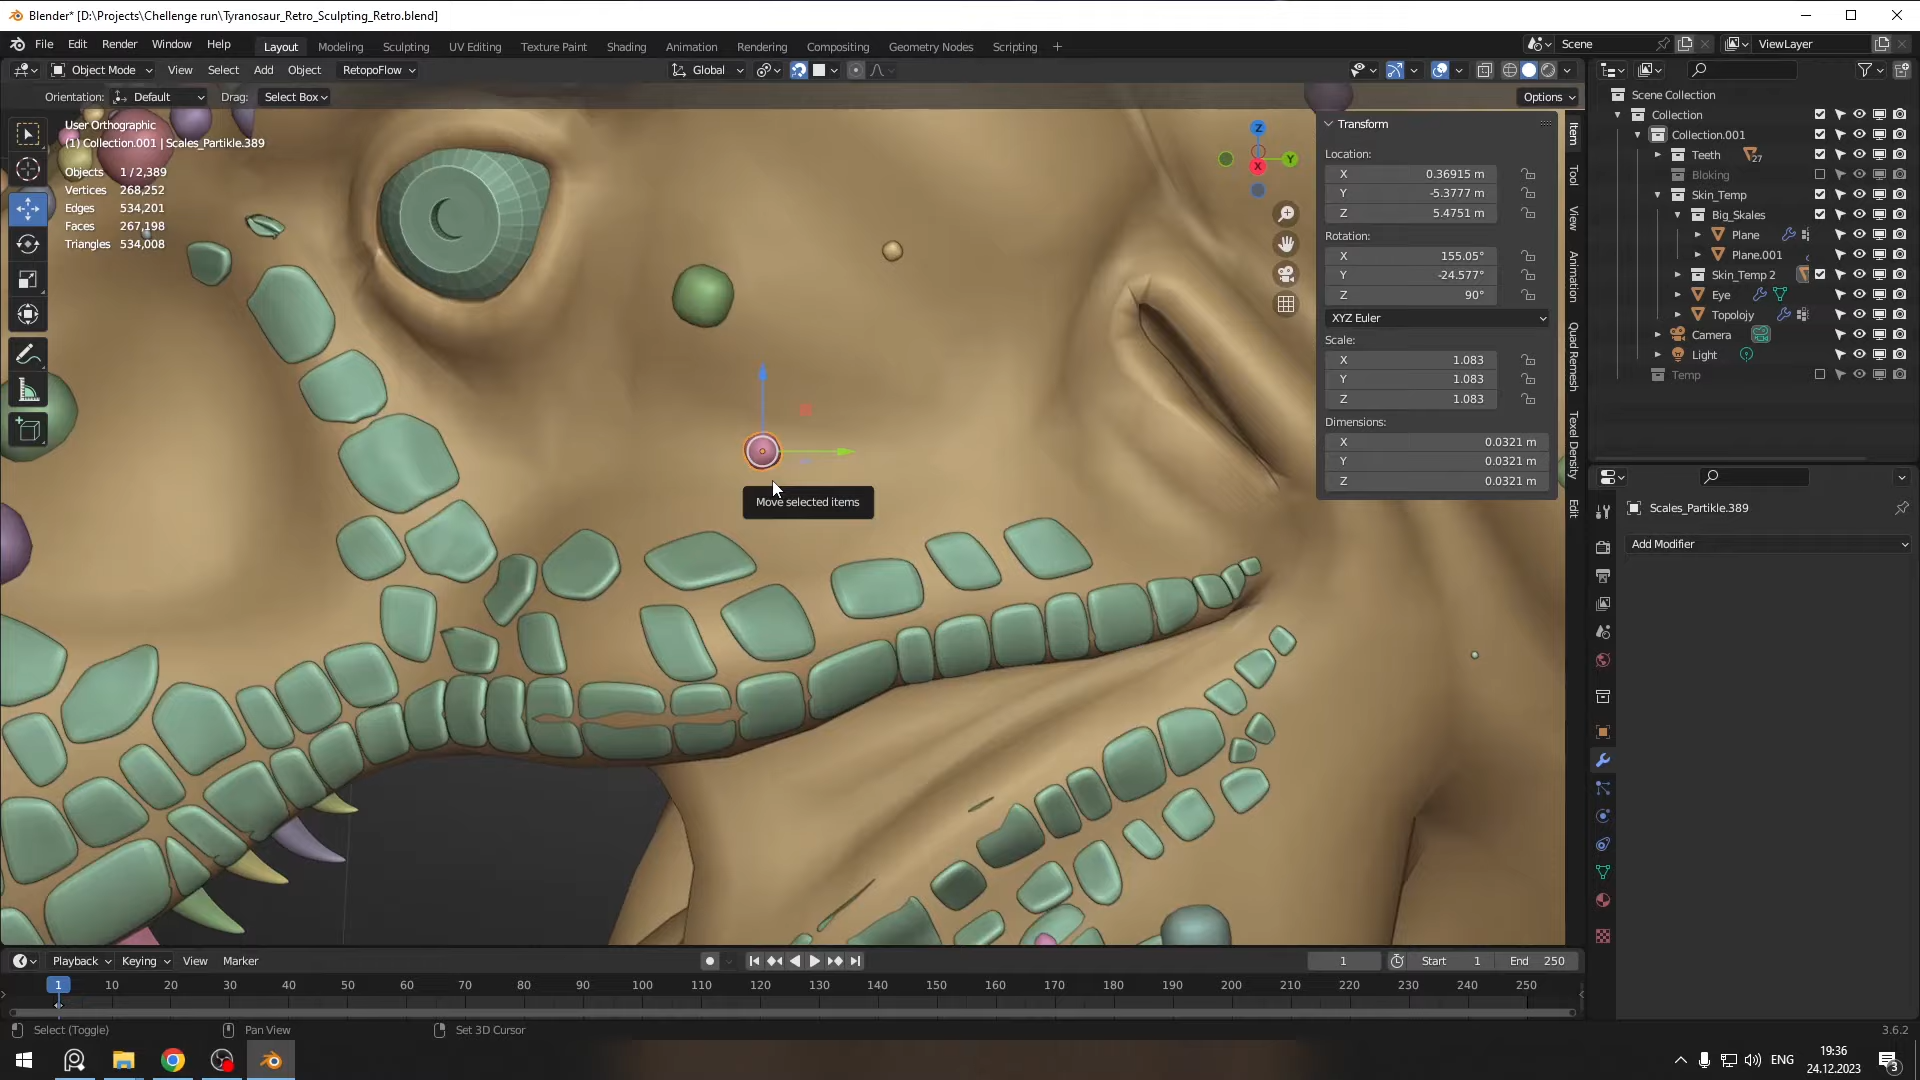 Blender* [D:\Projects\Chellenge run\Tyranosaur_Retro_Sculpting_Retro.blend]
File Edit Render Window Help Layout Modeling Sculpting UV Editing Texture Paint Shading Animation Rendering Compositing Geometry Nodes Scripting + Scene ViewLayer
Object Mode View Select Add Object RetopoFlow Global
Orientation: Default Drag: Select Box Options
User Orthographic
(1) Collection.001 | Scales_Partikle.389
Objects 1 / 2,389
Vertices 268,252
Edges 534,201
Faces 267,198
Triangles 534,008
Z
Y
X
Move selected items
Transform
Location:
X 0.36915 m
Y -5.3777 m
Z 5.4751 m
Rotation:
X 155.05°
Y -24.577°
Z 90°
XYZ Euler
Scale:
X 1.083
Y 1.083
Z 1.083
Dimensions:
X 0.0321 m
Y 0.0321 m
Z 0.0321 m
Item
Tool
View
Animation
Quad Remesh
Texel Density
Edit
Scene Collection
Collection
Collection.001
Teeth 27
Bloking
Skin_Temp
Big_Skales
Plane
Plane.001
Skin_Temp 2
Eye
Topolojy
Camera
Light
Temp
Scales_Partikle.389
Add Modifier
Playback Keying View Marker 1 Start 1 End 250
1 10 20 30 40 50 60 70 80 90 100 110 120 130 140 150 160 170 180 190 200 210 220 230 240 250
Select (Toggle) Pan View Set 3D Cursor 3.6.2
ENG 19:36
24.12.2023 3